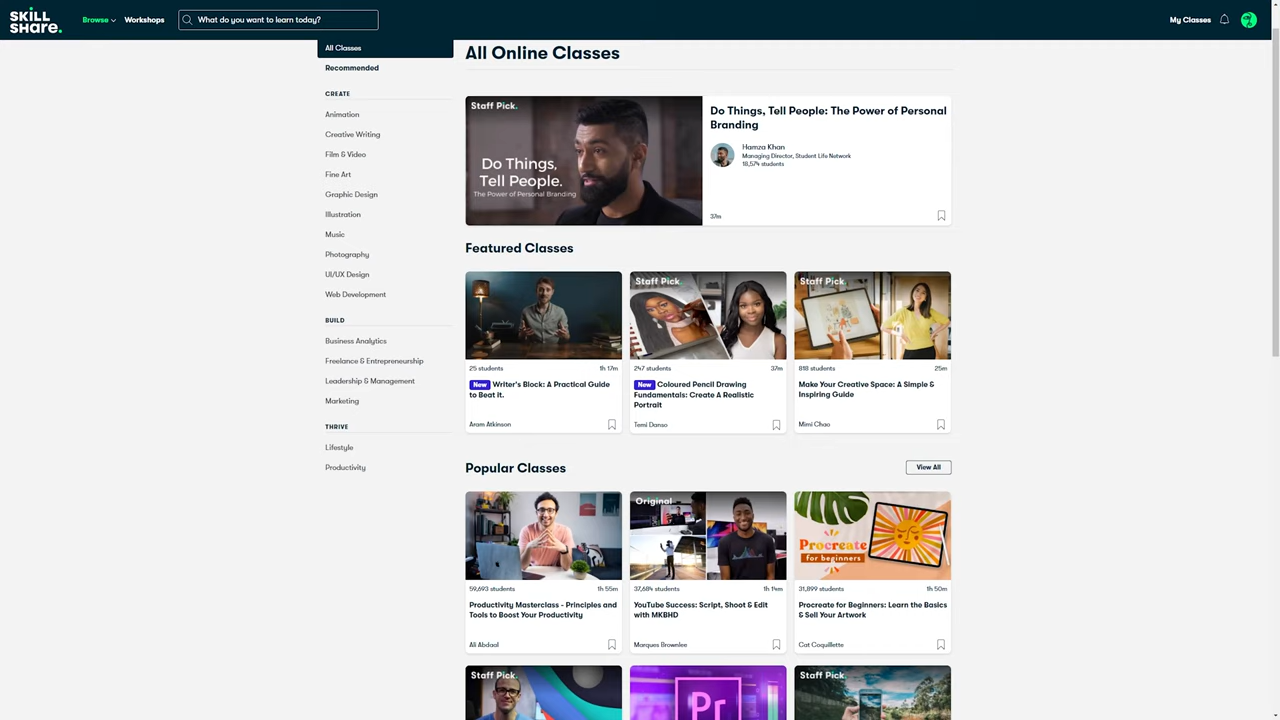 SKILL
SHARE.
Browse
Workshops
What do you want to learn today?
My Classes
All Classes
Recommended
CREATE
Animation
Creative Writing
Film & Video
Fine Art
Graphic Design
Illustration
Music
Photography
UI/UX Design
Web Development
BUILD
Business Analytics
Freelance & Entrepreneurship
Leadership & Management
Marketing
THRIVE
Lifestyle
Productivity
All Online Classes
Staff Pick.
Do Things,
Tell People.
The Power of Personal Branding
Do Things, Tell People: The Power of Personal
Branding
Hamza Khan
Managing Director, Student Life Network
18,574 students
37m
Featured Classes
25 students 1h 17m
New Writer's Block: A Practical Guide
to Beat it.
Aram Atkinson
Staff Pick.
247 students 37m
New Coloured Pencil Drawing
Fundamentals: Create A Realistic
Portrait
Temi Danso
Staff Pick.
818 students 25m
Make Your Creative Space: A Simple &
Inspiring Guide
Mimi Chao
Popular Classes
View All
59,693 students 1h 55m
Productivity Masterclass - Principles and
Tools to Boost Your Productivity
Ali Abdaal
Original
37,684 students 1h 14m
YouTube Success: Script, Shoot & Edit
with MKBHD
Marques Brownlee
Procreate
for beginners
31,899 students 1h 50m
Procreate for Beginners: Learn the Basics
& Sell Your Artwork
Cat Coquillette
Staff Pick.
Pr
Staff Pick.